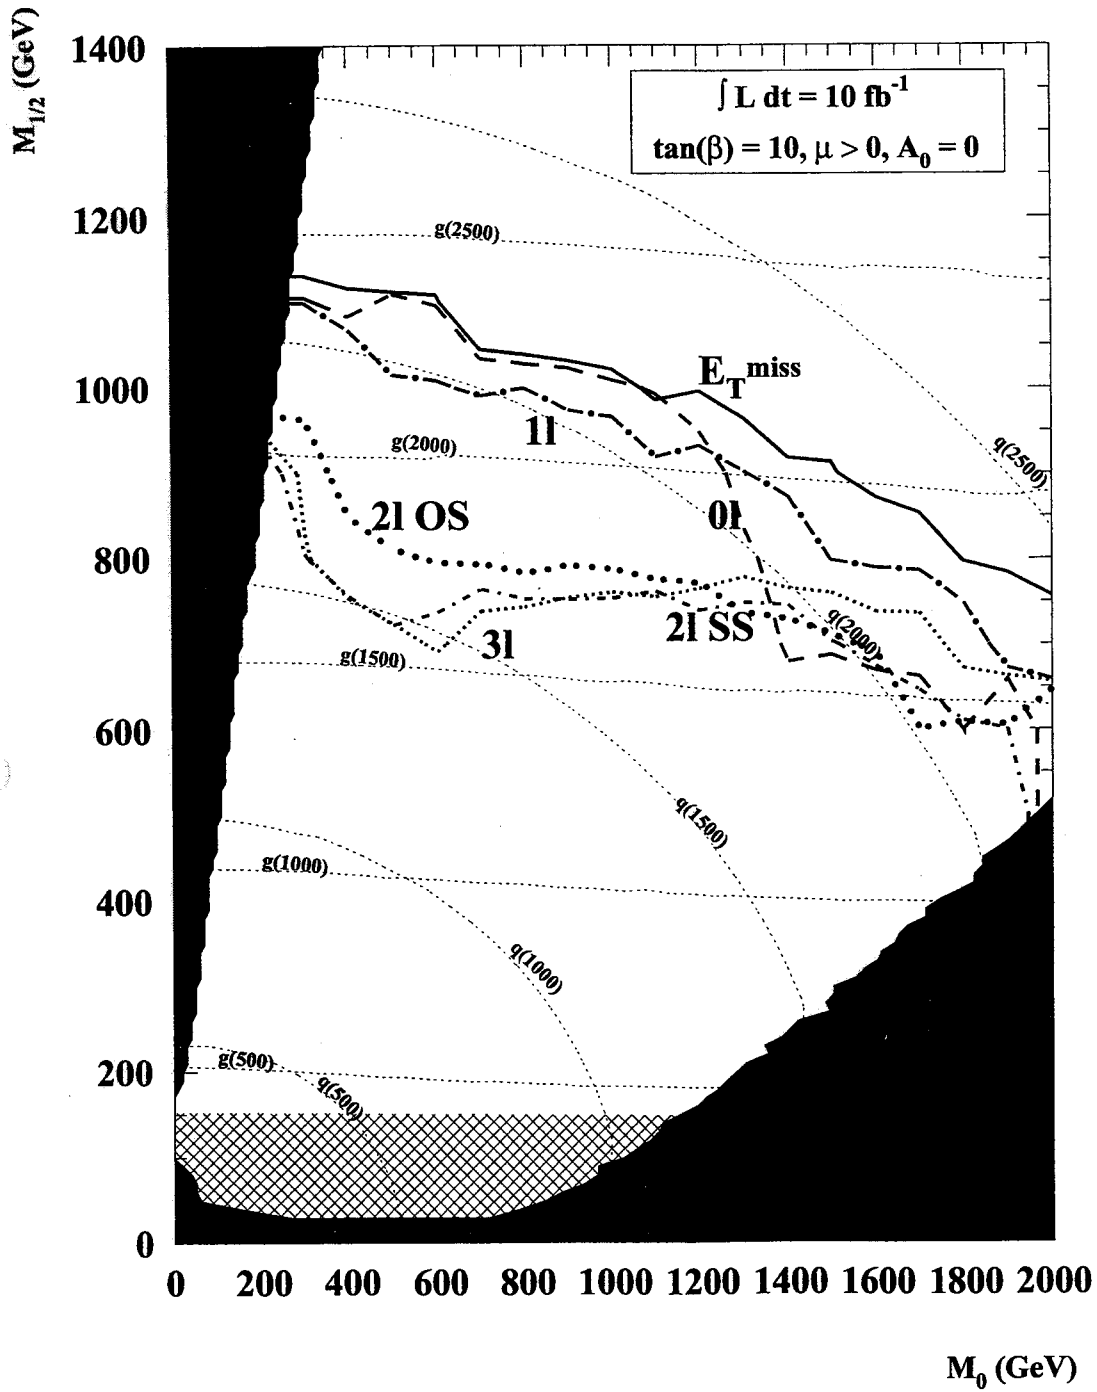 M1/2 (GeV)
1400
1200
1000
800
600
400
200
0
∫ L dt = 10 fb-1
tan(β) = 10, μ > 0, A0 = 0
g(2500)
ETmiss
1l
g(2000)
q(2500)
2l OS
0l
2l SS
q(2000)
3l
g(1500)
q(1500)
g(1000)
q(1000)
g(500)
q(500)
0 200 400 600 800 1000 1200 1400 1600 1800 2000
M0 (GeV)